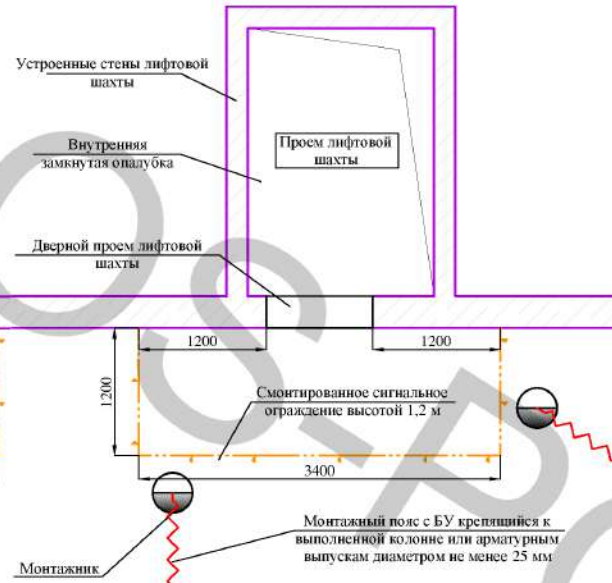 Устроенные стены лифтовой
шахты
Внутренняя
замкнутая опалубка
Проем лифтовой
шахты
Дверной проем лифтовой
шахты
1200
1200
1200
Смонтированное сигнальное
ограждение высотой 1,2 м
3400
Монтажный пояс с БУ крепящийся к
выполненной колонне или арматурным
выпускам диаметром не менее 25 мм
Монтажник